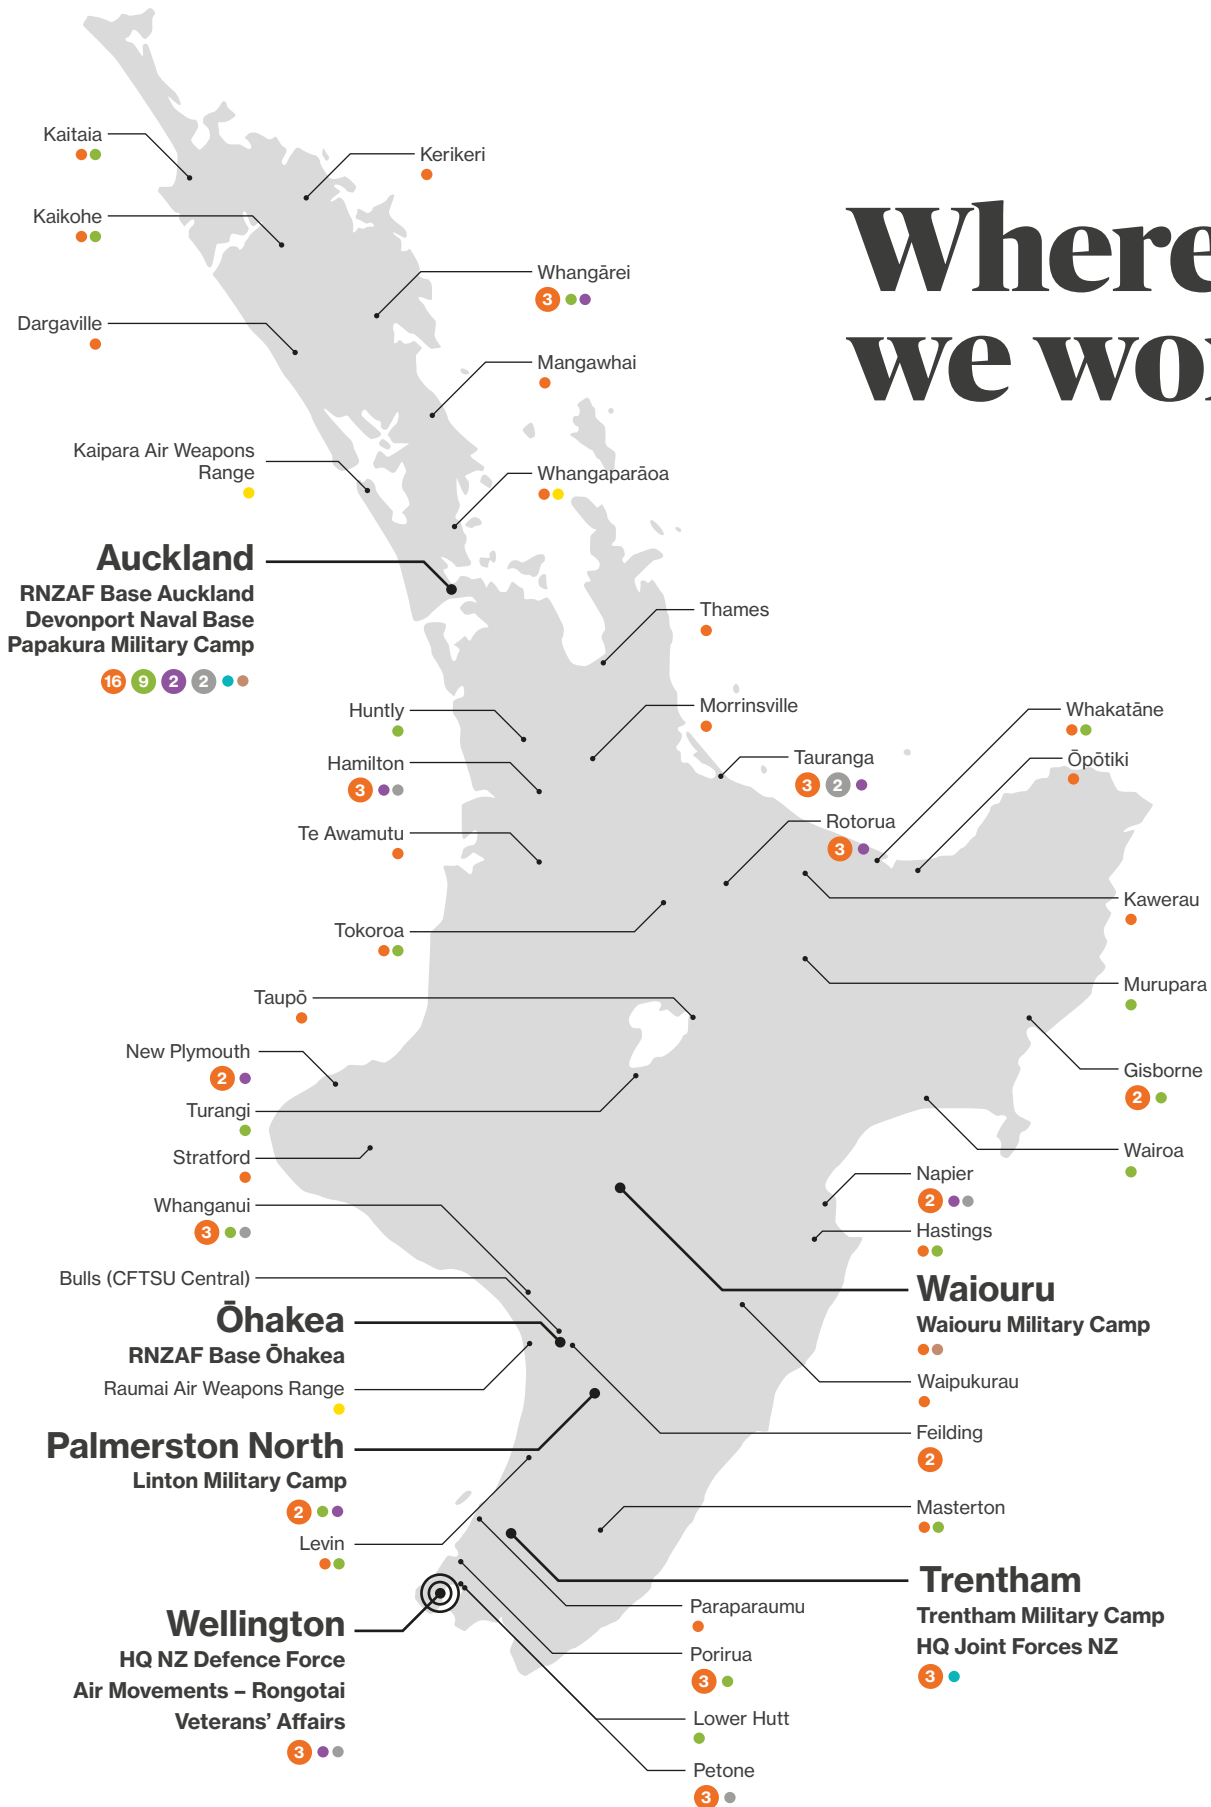 Where
we wo
Kaitaia
Kerikeri
Kaikohe
Whangārei
3
Dargaville
Mangawhai
Kaipara Air Weapons
Range
Whangaparāoa
Auckland
RNZAF Base Auckland
Devonport Naval Base
Papakura Military Camp
16 9 2 2
Thames
Huntly
Morrinsville
Whakatāne
Hamilton
3
Tauranga
3 2
Ōpōtiki
Te Awamutu
Rotorua
3
Kawerau
Tokoroa
Murupara
Taupō
New Plymouth
2
Gisborne
2
Turangi
Stratford
Wairoa
Whanganui
3
Napier
2
Hastings
Bulls (CFTSU Central)
Waiouru
Waiouru Military Camp
Ōhakea
RNZAF Base Ōhakea
Raumai Air Weapons Range
Waipukurau
Palmerston North
Linton Military Camp
2
Feilding
2
Masterton
Levin
Trentham
Trentham Military Camp
HQ Joint Forces NZ
3
Wellington
HQ NZ Defence Force
Air Movements – Rongotai
Veterans' Affairs
3
Paraparaumu
Porirua
3
Lower Hutt
Petone
3